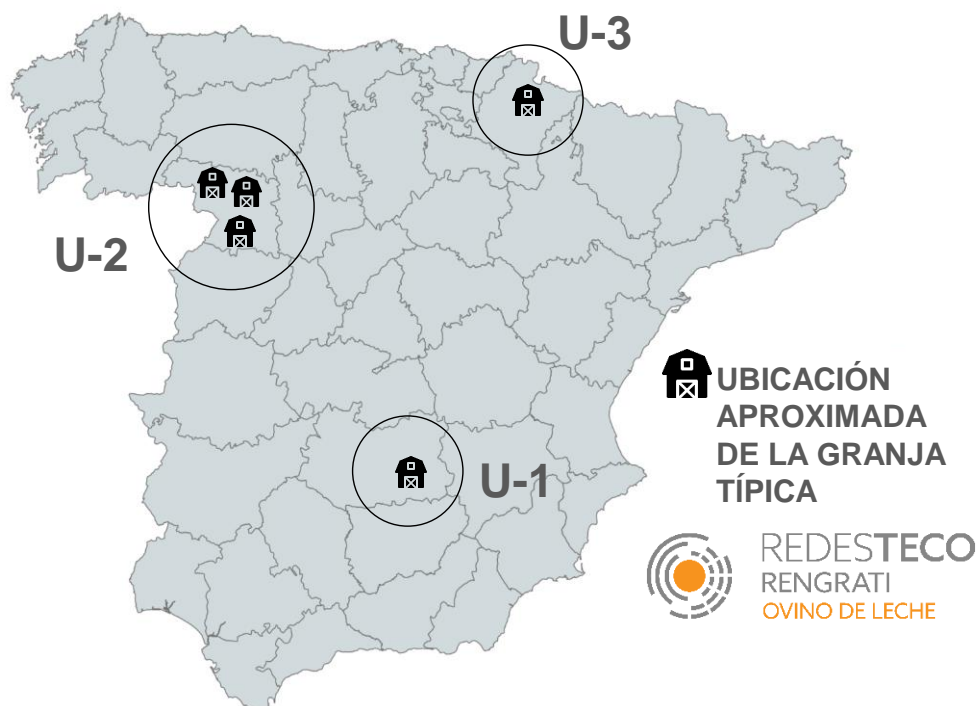 U-3
U-2
U-1
UBICACIÓN
APROXIMADA
DE LA GRANJA
TÍPICA
REDESTECO
RENGRATI
OVINO DE LECHE